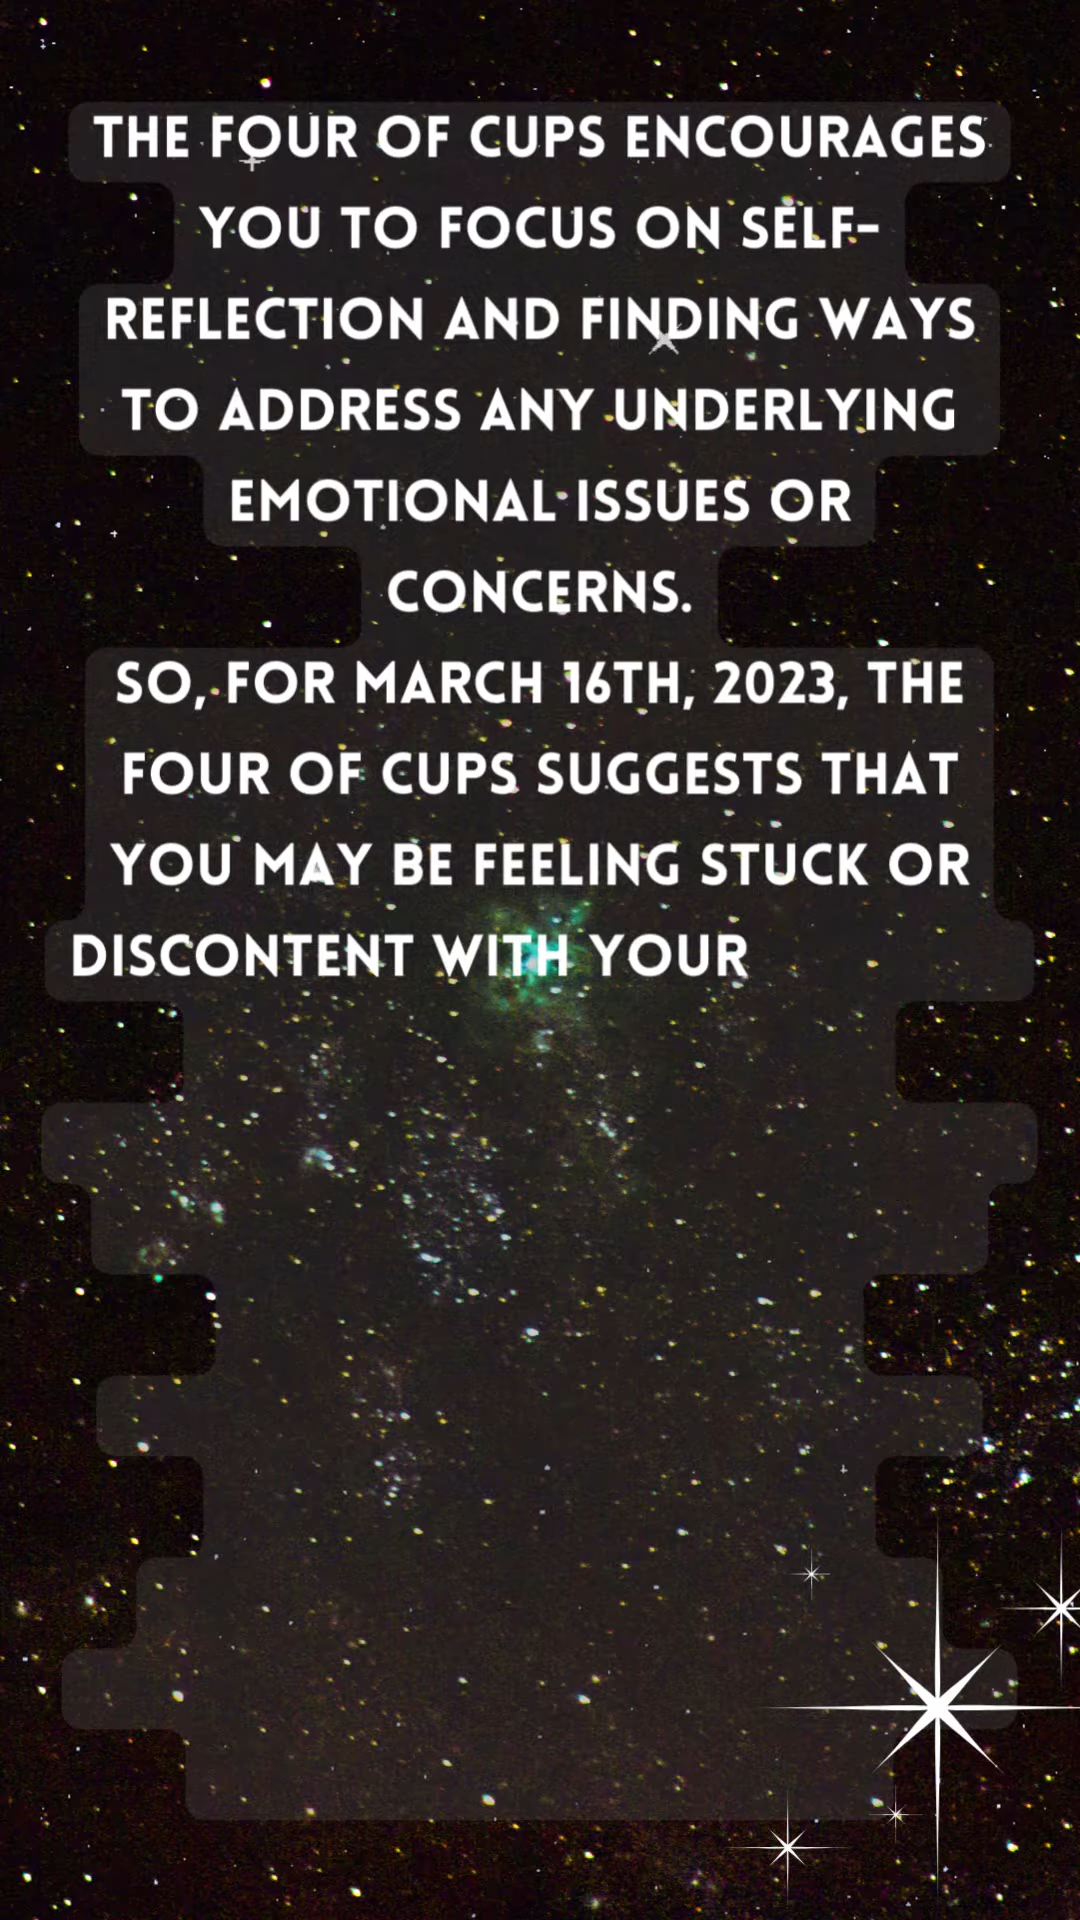 THE FOUR OF CUPS ENCOURAGES
YOU TO FOCUS ON SELF-
REFLECTION AND FINDING WAYS
TO ADDRESS ANY UNDERLYING
EMOTIONAL ISSUES OR
CONCERNS.
SO, FOR MARCH 16TH, 2023, THE
FOUR OF CUPS SUGGESTS THAT
YOU MAY BE FEELING STUCK OR
DISCONTENT WITH YOUR